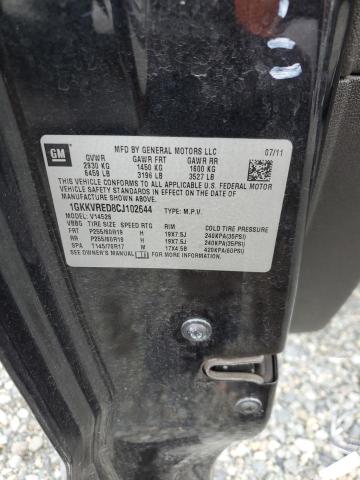 GM
MFD BY GENERAL MOTORS LLC 07/11
GVWR GAWR FRT GAWR RR
2930 KG 1450 KG 1600 KG
6459 LB 3196 LB 3527 LB
THIS VEHICLE CONFORMS TO ALL APPLICABLE U.S.
FEDERAL MOTOR VEHICLE SAFETY AND THEFT PREVENTION
STANDARDS IN EFFECT ON THE DATE OF
MANUFACTURE SHOWN ABOVE.
1GKKVRED8CJ102644 TYPE: M.P.V.
MODEL: V14526
VBBG TIRE SIZE SPEED RTG RIM COLD TIRE PRESSURE
FRT P255/60R19 H 19X7.5J 240KPA(35PSI)
RR P255/60R19 H 19X7.5J 240KPA(35PSI)
SPA T145/70R17 M 17X4.5B 420KPA(60PSI)
SEE OWNER'S MANUAL FOR MORE INFORMATION.